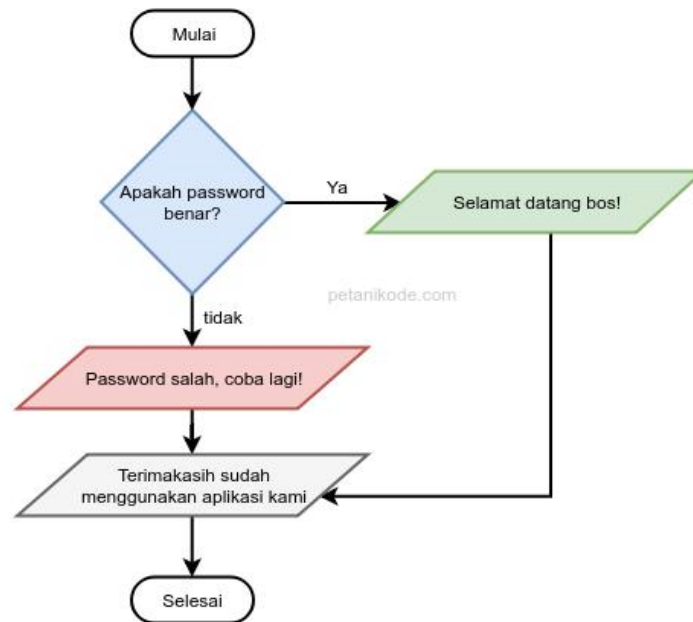 Mulai
Apakah password
benar?
Ya
Selamat datang bos!
petanikode.com
tidak
Password salah, coba lagi!
Terimakasih sudah
menggunakan aplikasi kami
Selesai